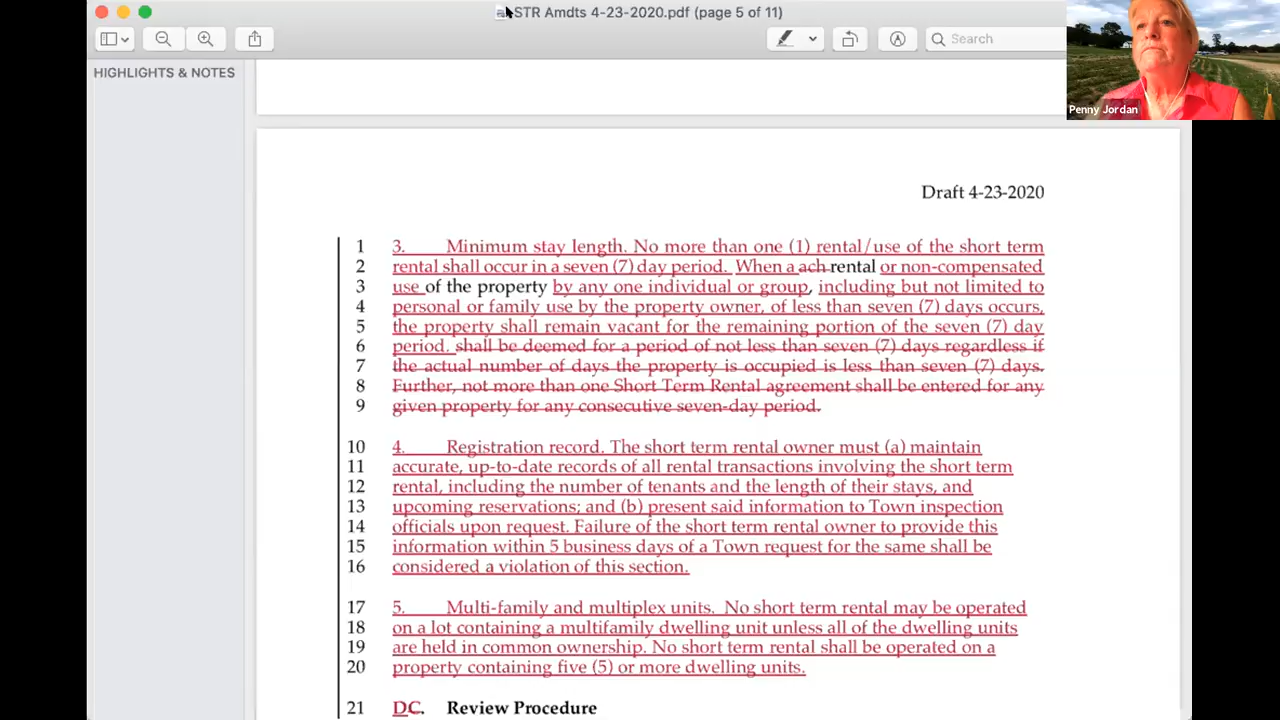 STR Amdts 4-23-2020.pdf (page 5 of 11)
Search
HIGHLIGHTS & NOTES
Penny Jordan
Draft 4-23-2020
1 3. Minimum stay length. No more than one (1) rental/use of the short term
2 rental shall occur in a seven (7) day period. When a ach rental or non-compensated
3 use of the property by any one individual or group, including but not limited to
4 personal or family use by the property owner, of less than seven (7) days occurs,
5 the property shall remain vacant for the remaining portion of the seven (7) day
6 period. shall be deemed for a period of not less than seven (7) days regardless if
7 the actual number of days the property is occupied is less than seven (7) days.
8 Further, not more than one Short Term Rental agreement shall be entered for any
9 given property for any consecutive seven-day period.
10 4. Registration record. The short term rental owner must (a) maintain
11 accurate, up-to-date records of all rental transactions involving the short term
12 rental, including the number of tenants and the length of their stays, and
13 upcoming reservations; and (b) present said information to Town inspection
14 officials upon request. Failure of the short term rental owner to provide this
15 information within 5 business days of a Town request for the same shall be
16 considered a violation of this section.
17 5. Multi-family and multiplex units. No short term rental may be operated
18 on a lot containing a multifamily dwelling unit unless all of the dwelling units
19 are held in common ownership. No short term rental shall be operated on a
20 property containing five (5) or more dwelling units.
21 DC. Review Procedure